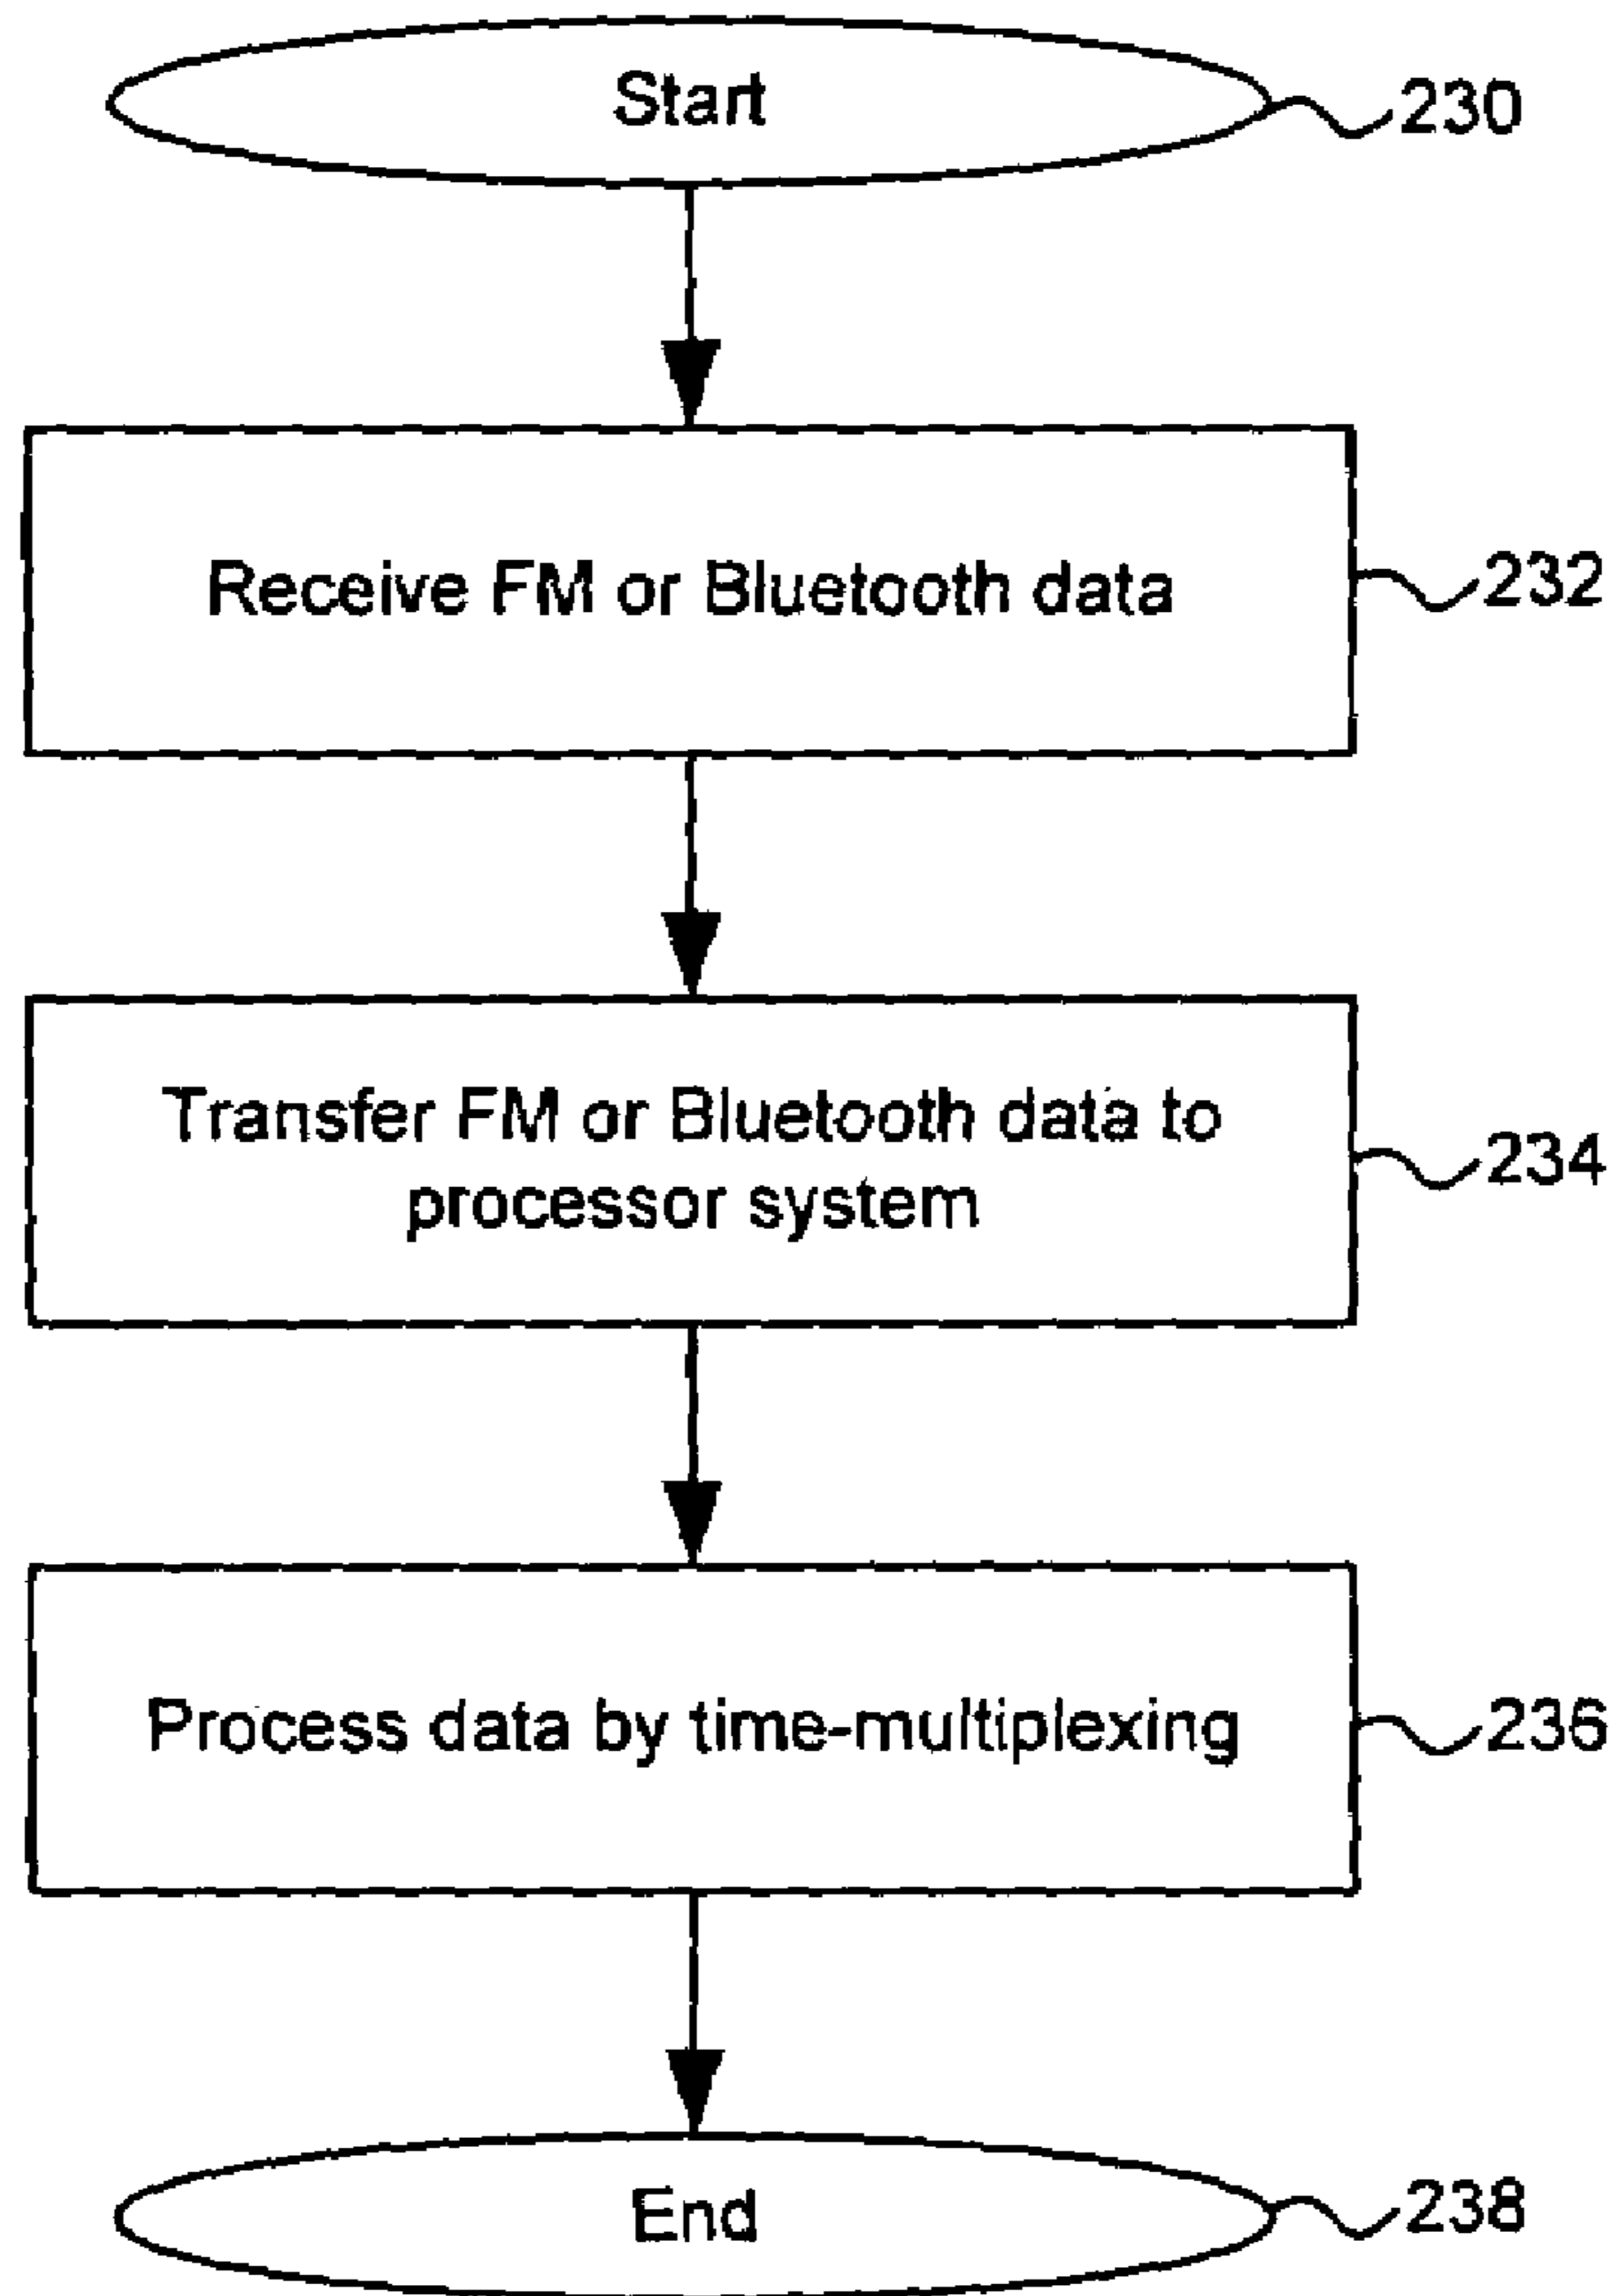 Start
230
Receive FM or Bluetooth data
232
Transfer FM or Bluetooth data to
processor system
234
Process data by time-multiplexing
236
End
238